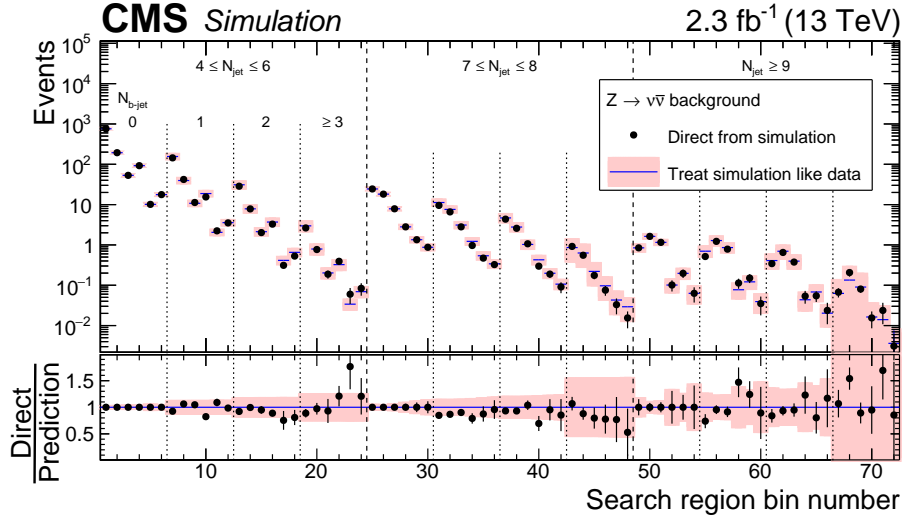 CMS Simulation 2.3 fb⁻¹ (13 TeV)
Events
10⁵
10⁴
10³
10²
10
1
10⁻¹
10⁻²
4 ≤ N_jet ≤ 6
7 ≤ N_jet ≤ 8
N_jet ≥ 9
N_b-jet
0
1
2
≥ 3
Z → νν̅ background
Direct from simulation
Treat simulation like data
Direct
Prediction
1.5
1
0.5
10 20 30 40 50 60 70
Search region bin number